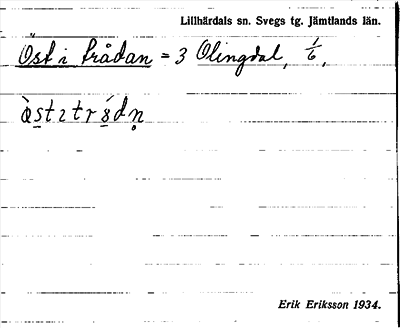 Lillhärdals sn. Svegs tg. Jämtlands län.
Öst i trådan = 3 Olingdal, 1/6,
Erik Eriksson 1934.